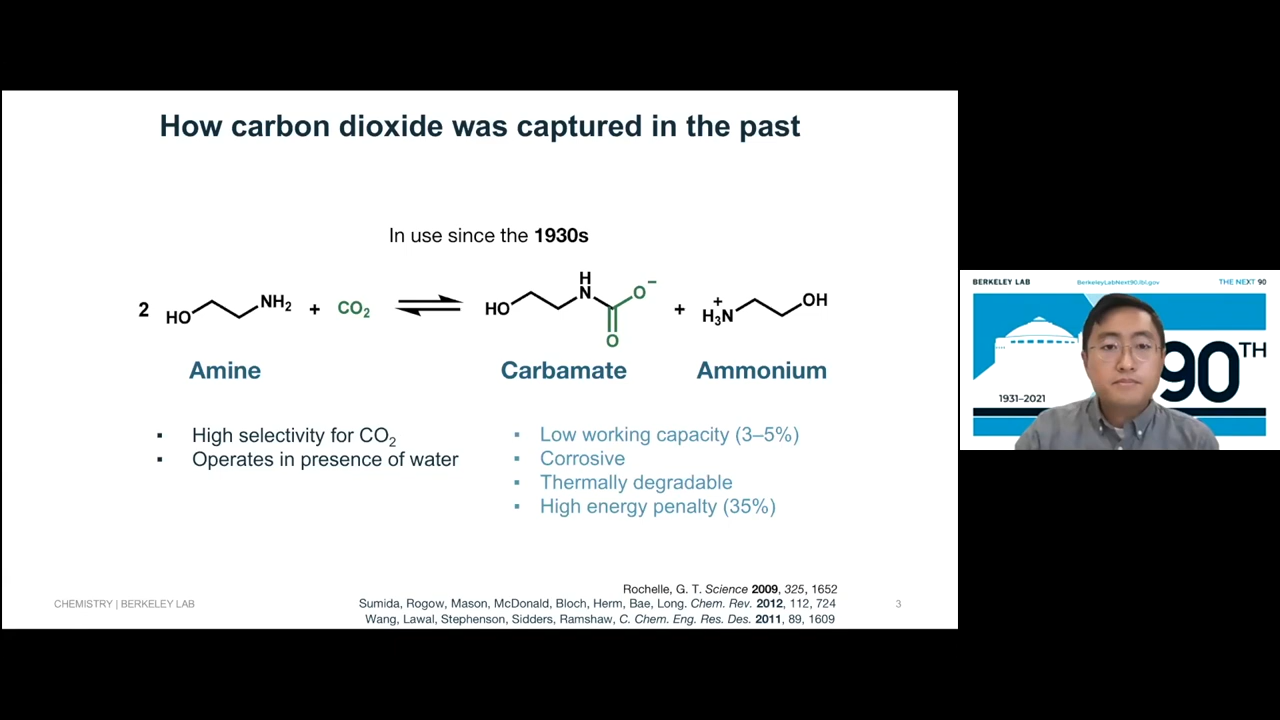 How carbon dioxide was captured in the past
In use since the 1930s
2 HO NH2 + CO2 HO H N O − O + H3N + OH
Amine Carbamate Ammonium
▪ High selectivity for CO2
▪ Operates in presence of water
▪ Low working capacity (3–5%)
▪ Corrosive
▪ Thermally degradable
▪ High energy penalty (35%)
Rochelle, G. T. Science 2009, 325, 1652
Sumida, Rogow, Mason, McDonald, Bloch, Herm, Bae, Long. Chem. Rev. 2012, 112, 724
Wang, Lawal, Stephenson, Sidders, Ramshaw, C. Chem. Eng. Res. Des. 2011, 89, 1609
CHEMISTRY | BERKELEY LAB
3
BERKELEY LAB BerkeleyLabNext90.lbl.gov THE NEXT 90
90TH
1931–2021